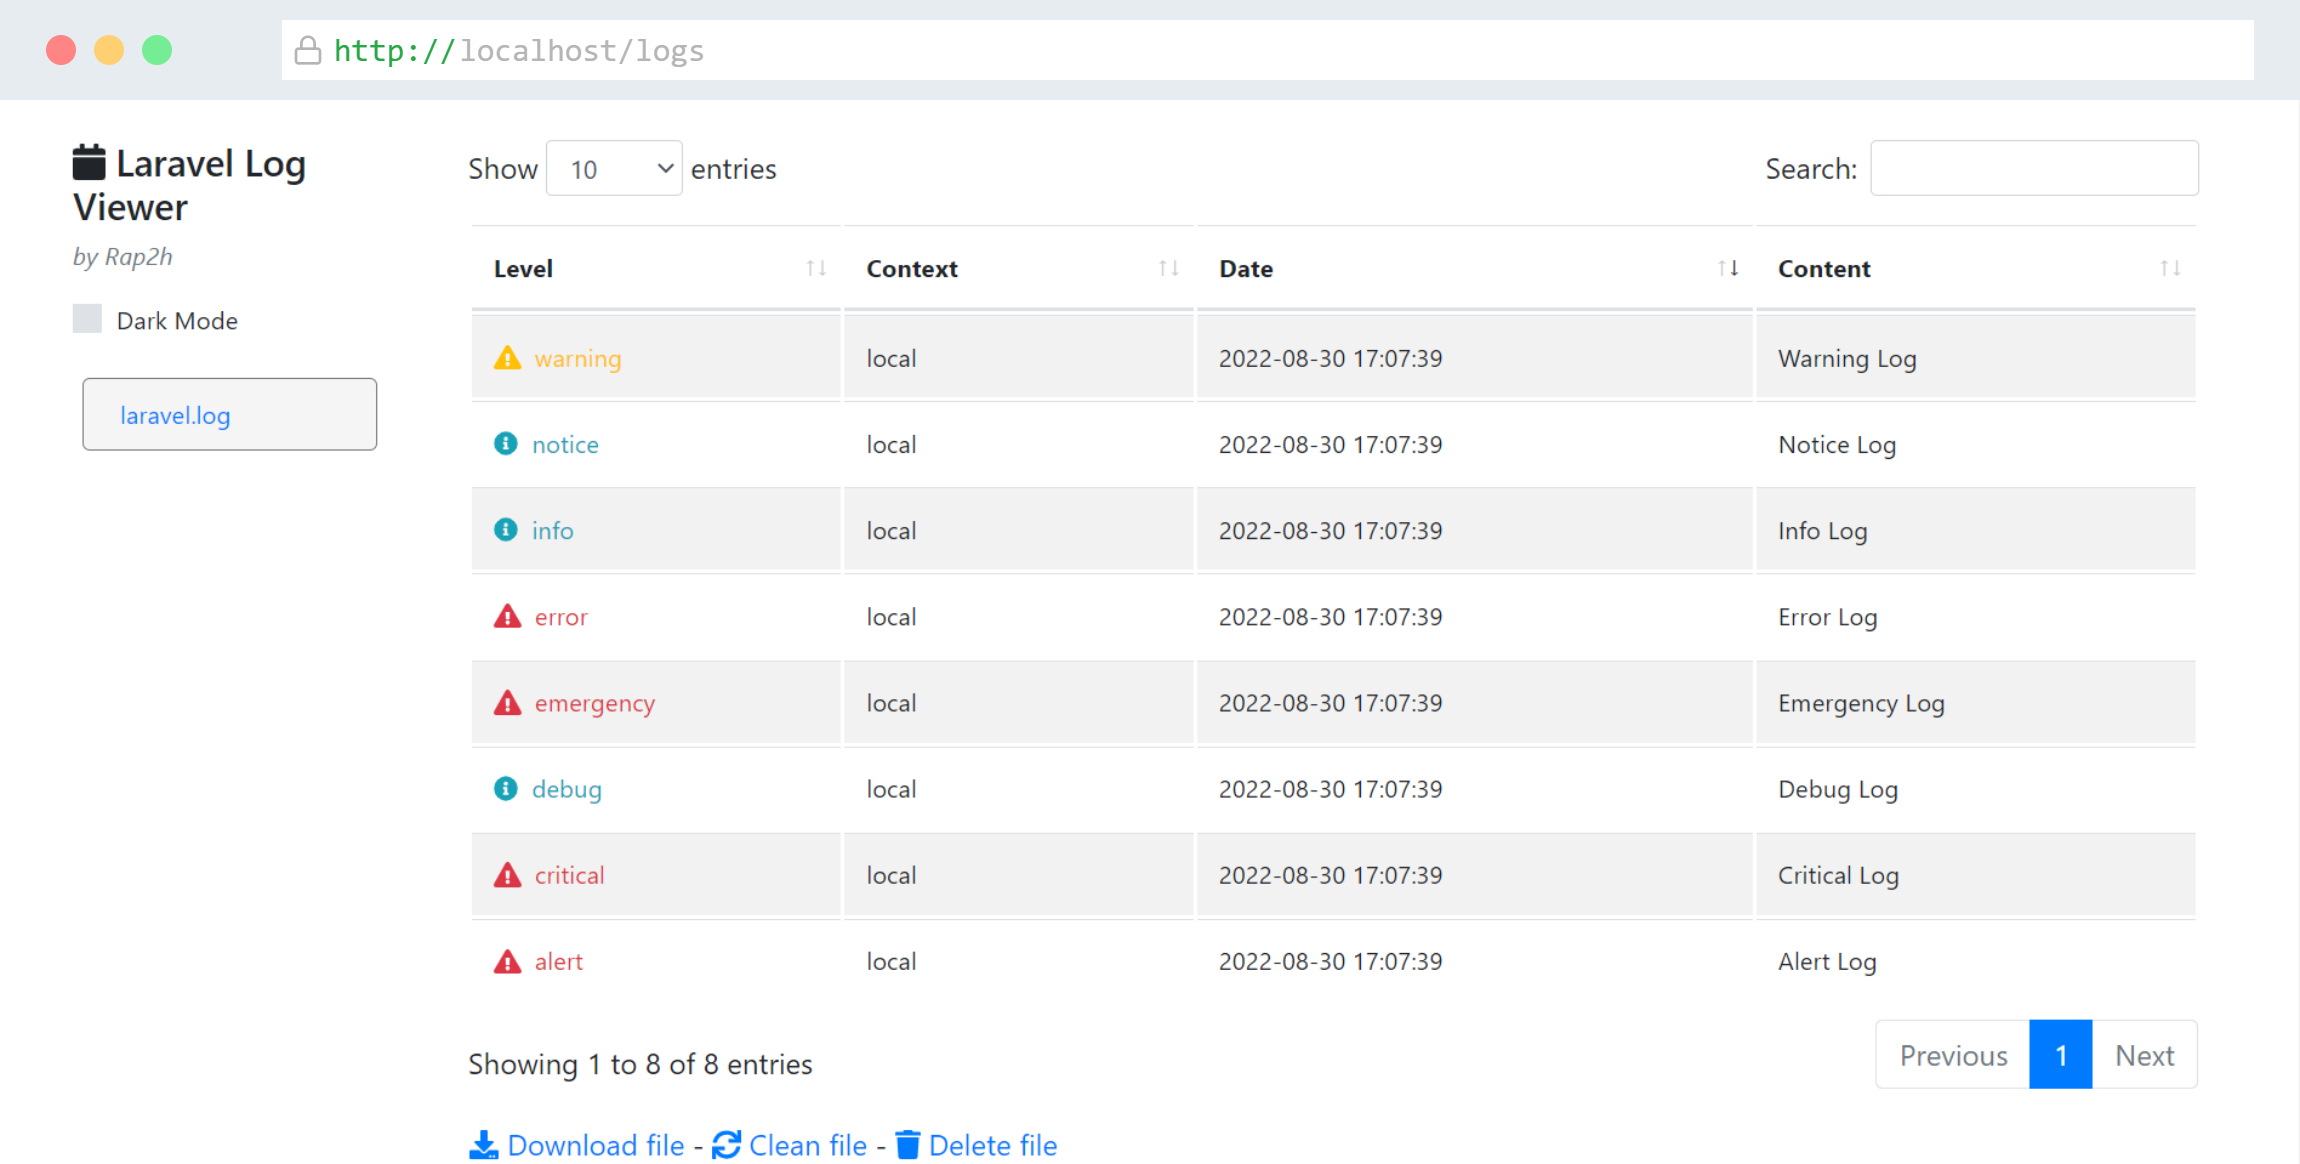 http://localhost/logs
Laravel Log
Viewer
by Rap2h
Dark Mode
laravel.log
Show 10 entries
Search:
Level Context Date Content
warning local 2022-08-30 17:07:39 Warning Log
notice local 2022-08-30 17:07:39 Notice Log
info local 2022-08-30 17:07:39 Info Log
error local 2022-08-30 17:07:39 Error Log
emergency local 2022-08-30 17:07:39 Emergency Log
debug local 2022-08-30 17:07:39 Debug Log
critical local 2022-08-30 17:07:39 Critical Log
alert local 2022-08-30 17:07:39 Alert Log
Showing 1 to 8 of 8 entries
Previous 1 Next
Download file - Clean file - Delete file